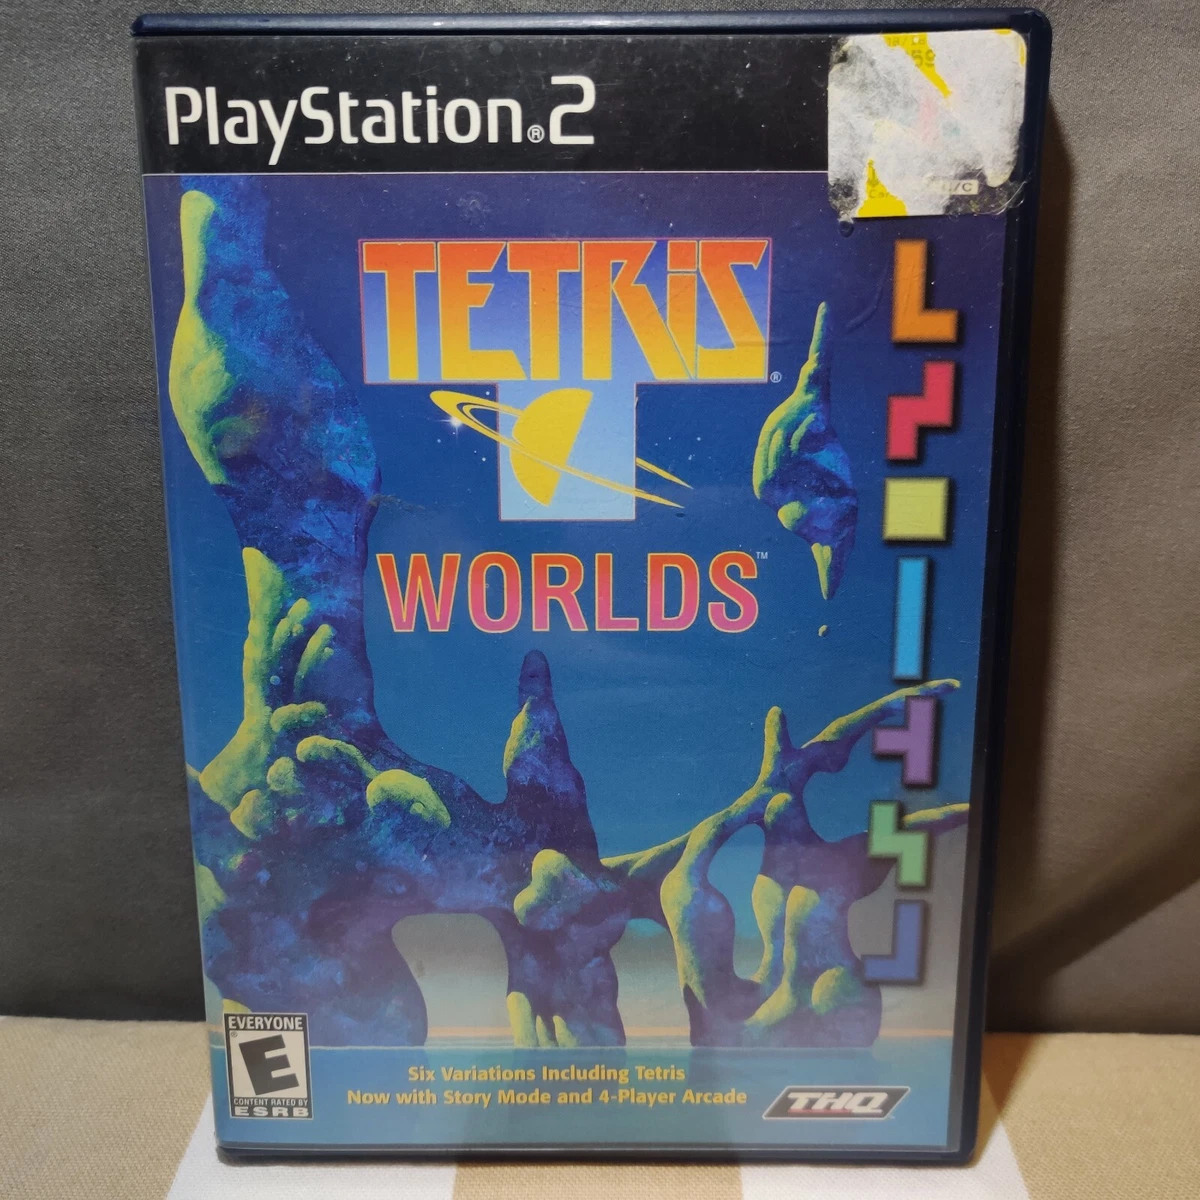 PlayStation®2
59
L/C
TETRIS®
WORLDS™
EVERYONE
E
CONTENT RATED BY
ESRB
Six Variations Including Tetris
Now with Story Mode and 4-Player Arcade
THQ